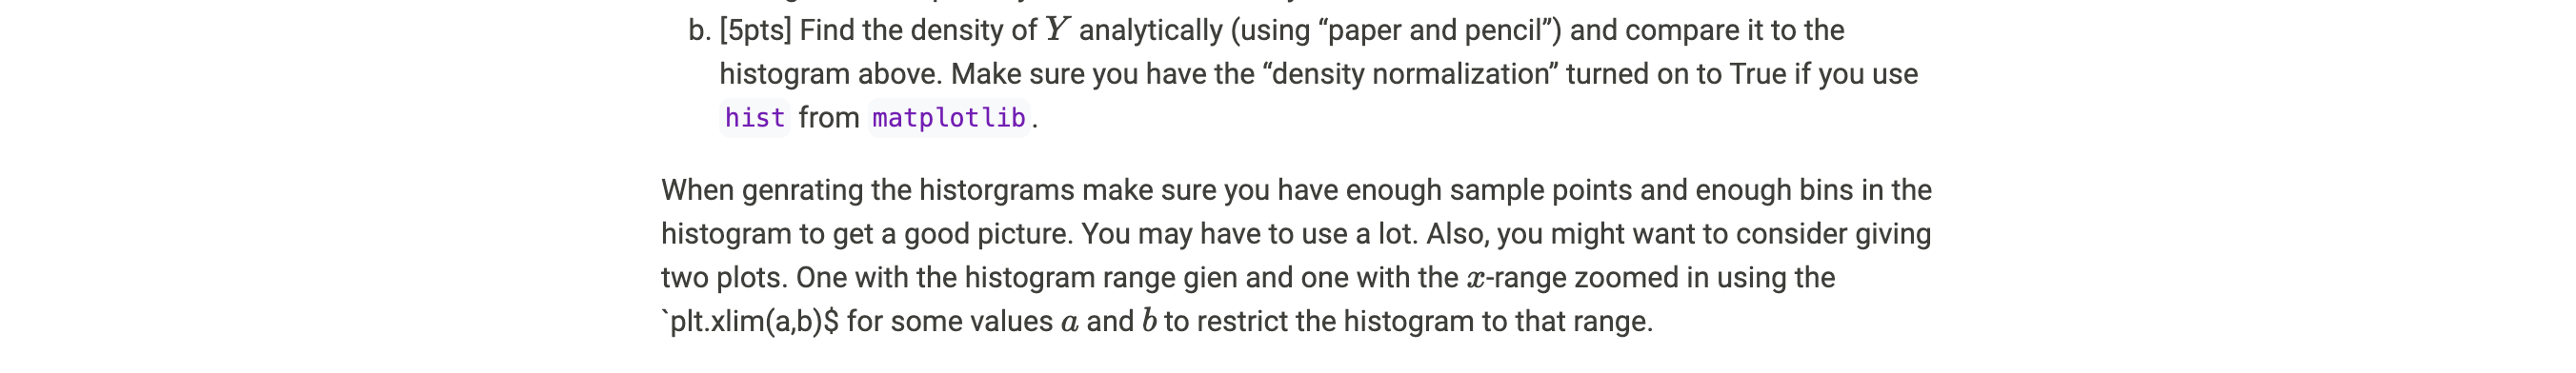 b. [5pts] Find the density of Y analytically (using “paper and pencil”) and compare it to the
histogram above. Make sure you have the “density normalization” turned on to True if you use
hist from matplotlib.
When genrating the historgrams make sure you have enough sample points and enough bins in the
histogram to get a good picture. You may have to use a lot. Also, you might want to consider giving
two plots. One with the histogram range gien and one with the x-range zoomed in using the
`plt.xlim(a,b)$ for some values a and b to restrict the histogram to that range.